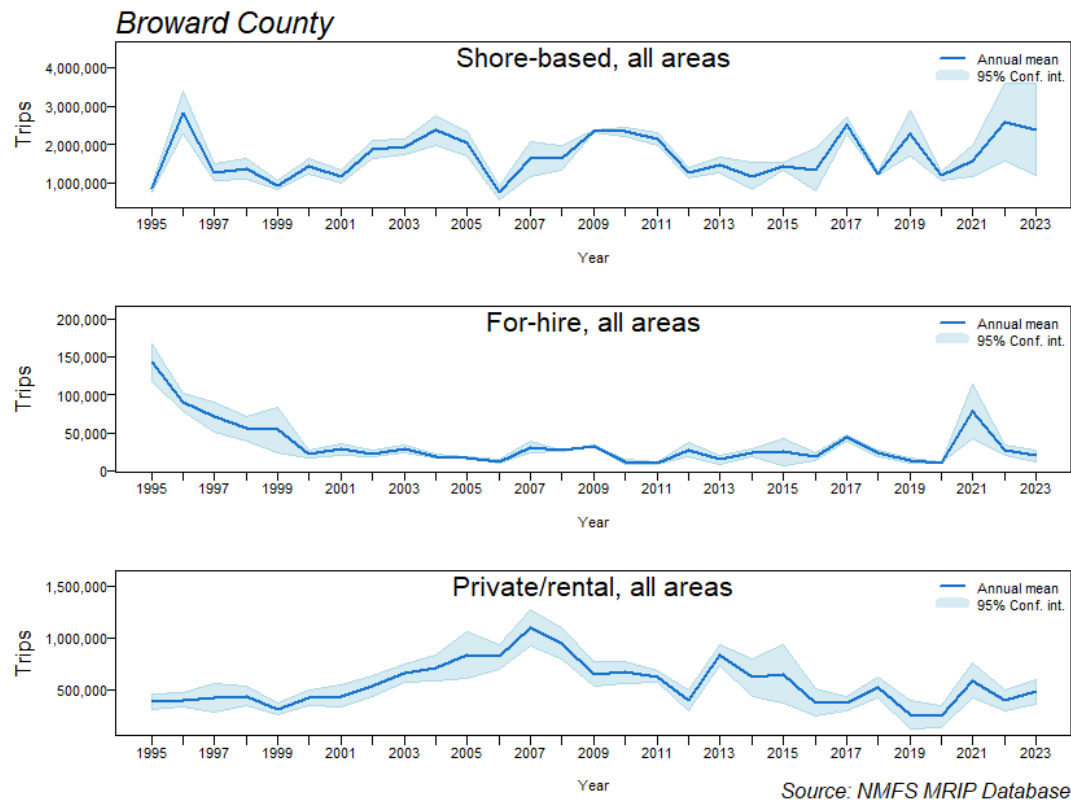 Broward County
Shore-based, all areas
Annual mean
95% Conf. int.
Trips
4,000,000
3,000,000
2,000,000
1,000,000
1995 1997 1999 2001 2003 2005 2007 2009 2011 2013 2015 2017 2019 2021 2023
Year
For-hire, all areas
Annual mean
95% Conf. int.
Trips
200,000
150,000
100,000
50,000
0
1995 1997 1999 2001 2003 2005 2007 2009 2011 2013 2015 2017 2019 2021 2023
Year
Private/rental, all areas
Annual mean
95% Conf. int.
Trips
1,500,000
1,000,000
500,000
1995 1997 1999 2001 2003 2005 2007 2009 2011 2013 2015 2017 2019 2021 2023
Year
Source: NMFS MRIP Database